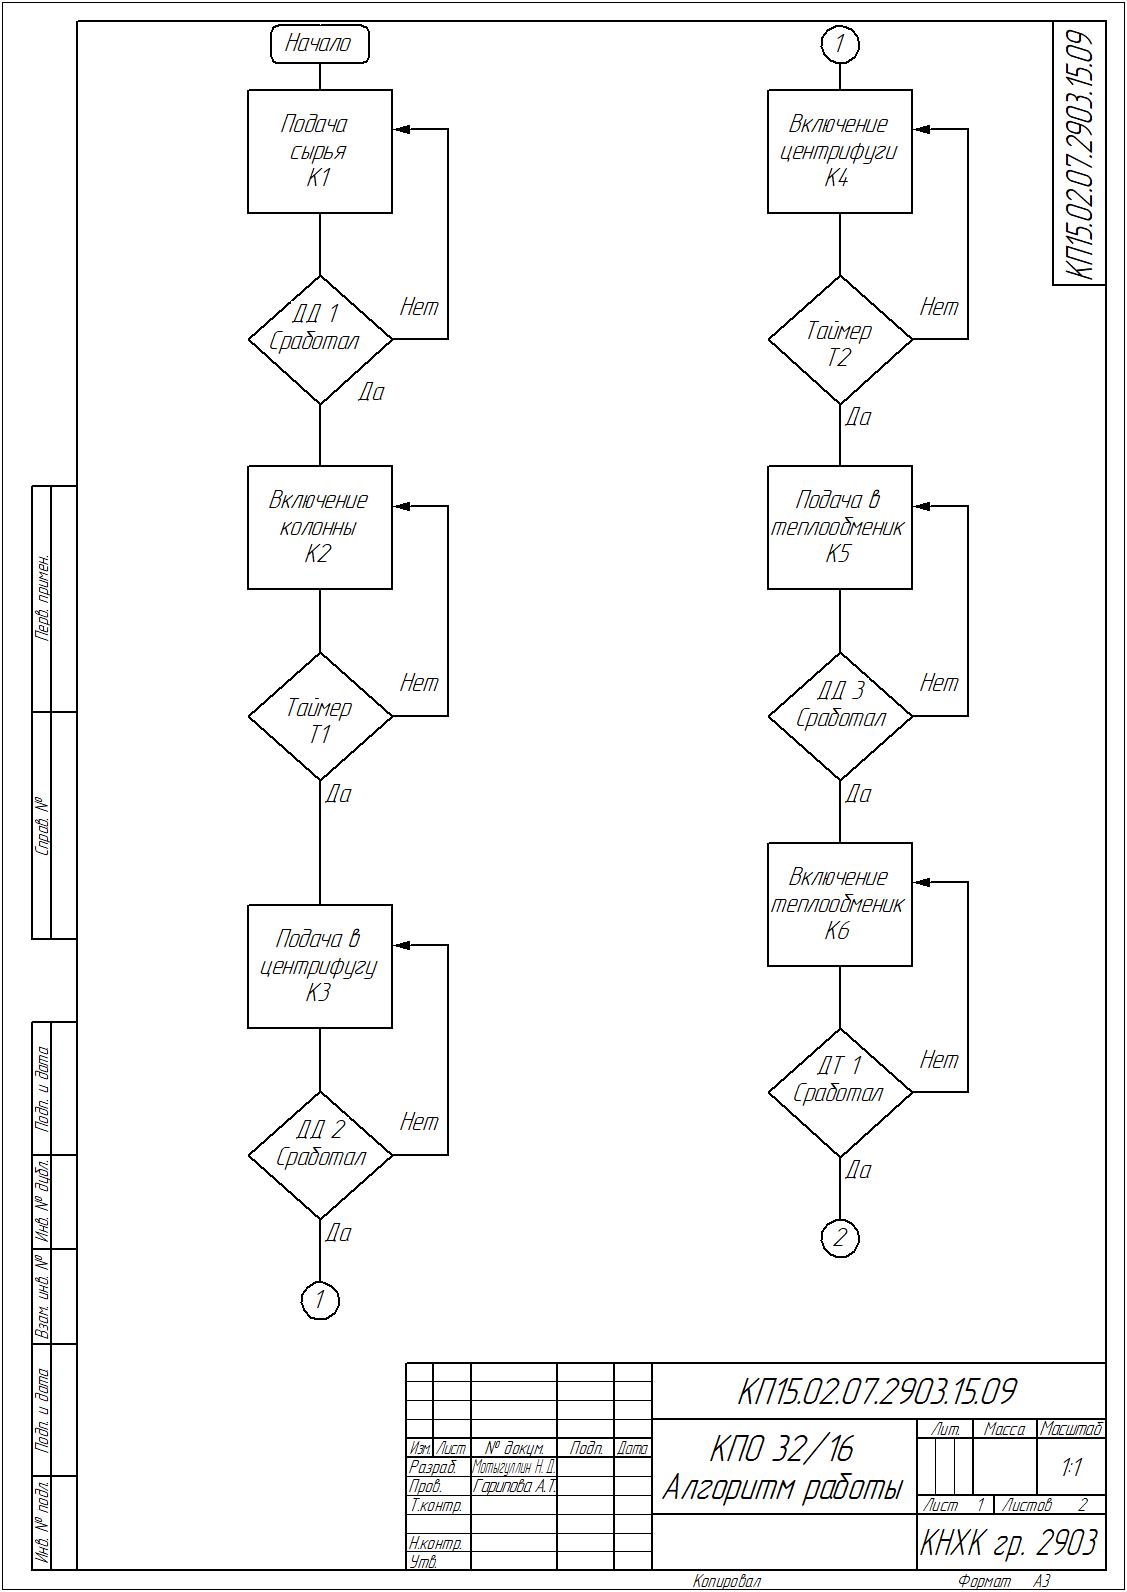 Начало
Подача
сырья
К1
ДД 1
Сработал
Нет
Да
Включение
колонны
К2
Таймер
Т1
Нет
Да
Подача в
центрифугу
К3
ДД 2
Сработал
Нет
Да
1
1
Включение
центрифуги
К4
Таймер
Т2
Нет
Да
Подача в
теплообменик
К5
ДД 3
Сработал
Нет
Да
Включение
теплообменик
К6
ДТ 1
Сработал
Нет
Да
2
КП15.02.07.2903.15.09
Перв. примен.
Справ. №
Подп. и дата
Инв. № дубл.
Взам. инв. №
Подп. и дата
Инв. № подл.
КП15.02.07.2903.15.09
Изм. Лист № докум. Подп. Дата
Разраб. Мотыгуллин Н. Д.
Пров. Гарипова А.Т.
Т.контр.
Н.контр.
Утв.
КПО 32/16
Алгоритм работы
Лит. Масса Масштаб
1:1
Лист 1 Листов 2
КНХК гр. 2903
Копировал Формат А3